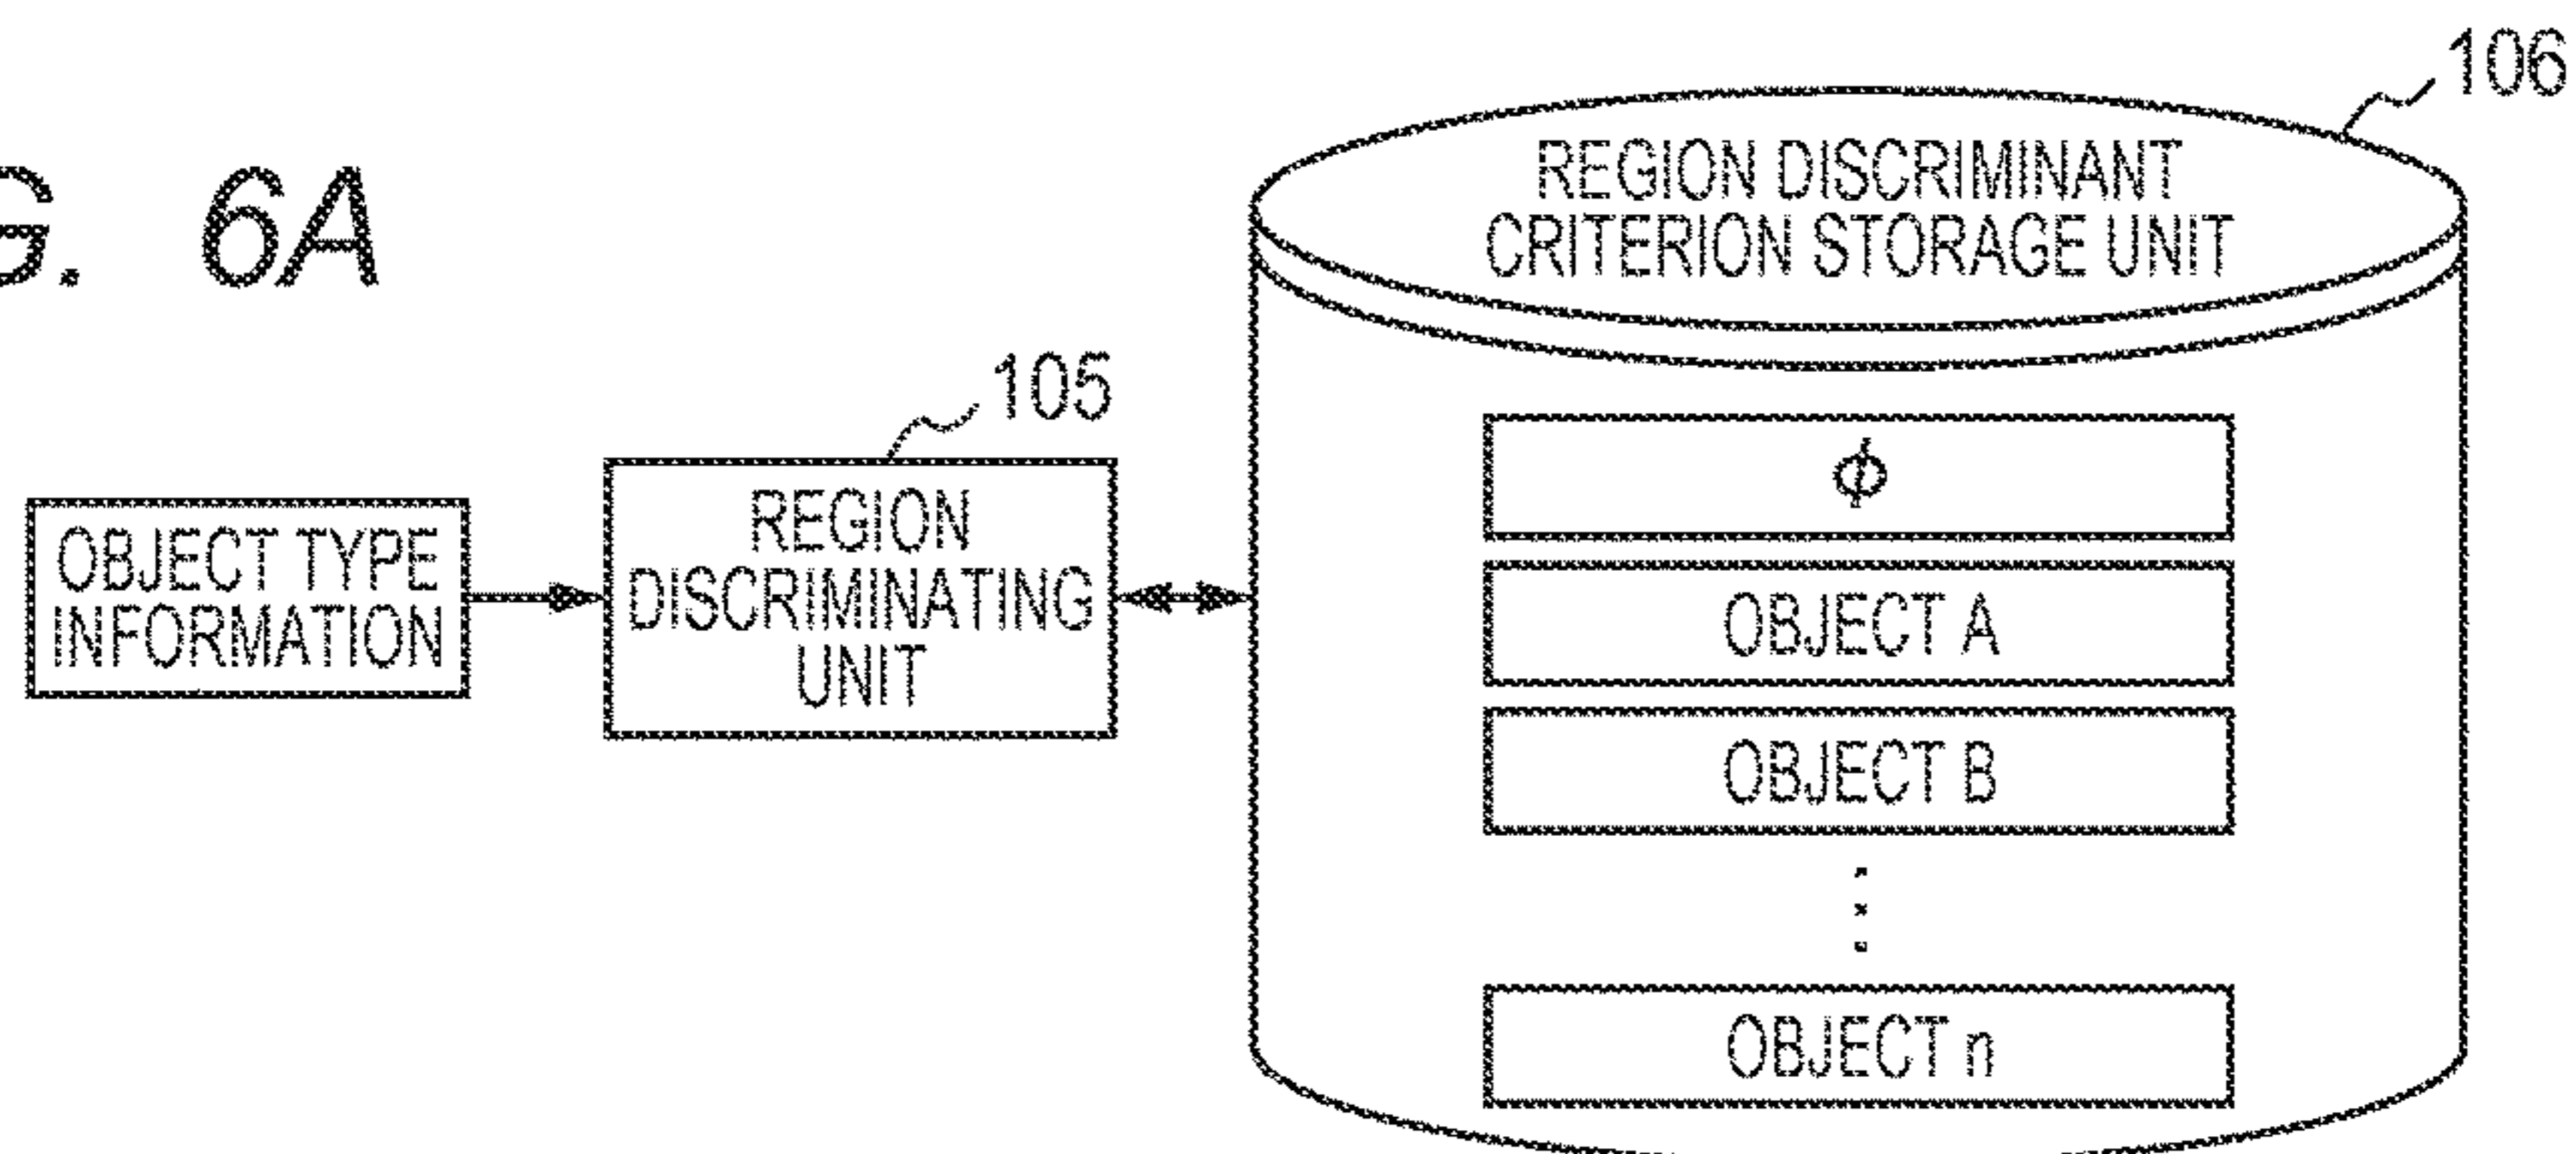 G. 6A
106
REGION DISCRIMINANT
CRITERION STORAGE UNIT
105
OBJECT TYPE
INFORMATION
REGION
DISCRIMINATING
UNIT
ϕ
OBJECT A
OBJECT B
OBJECT n